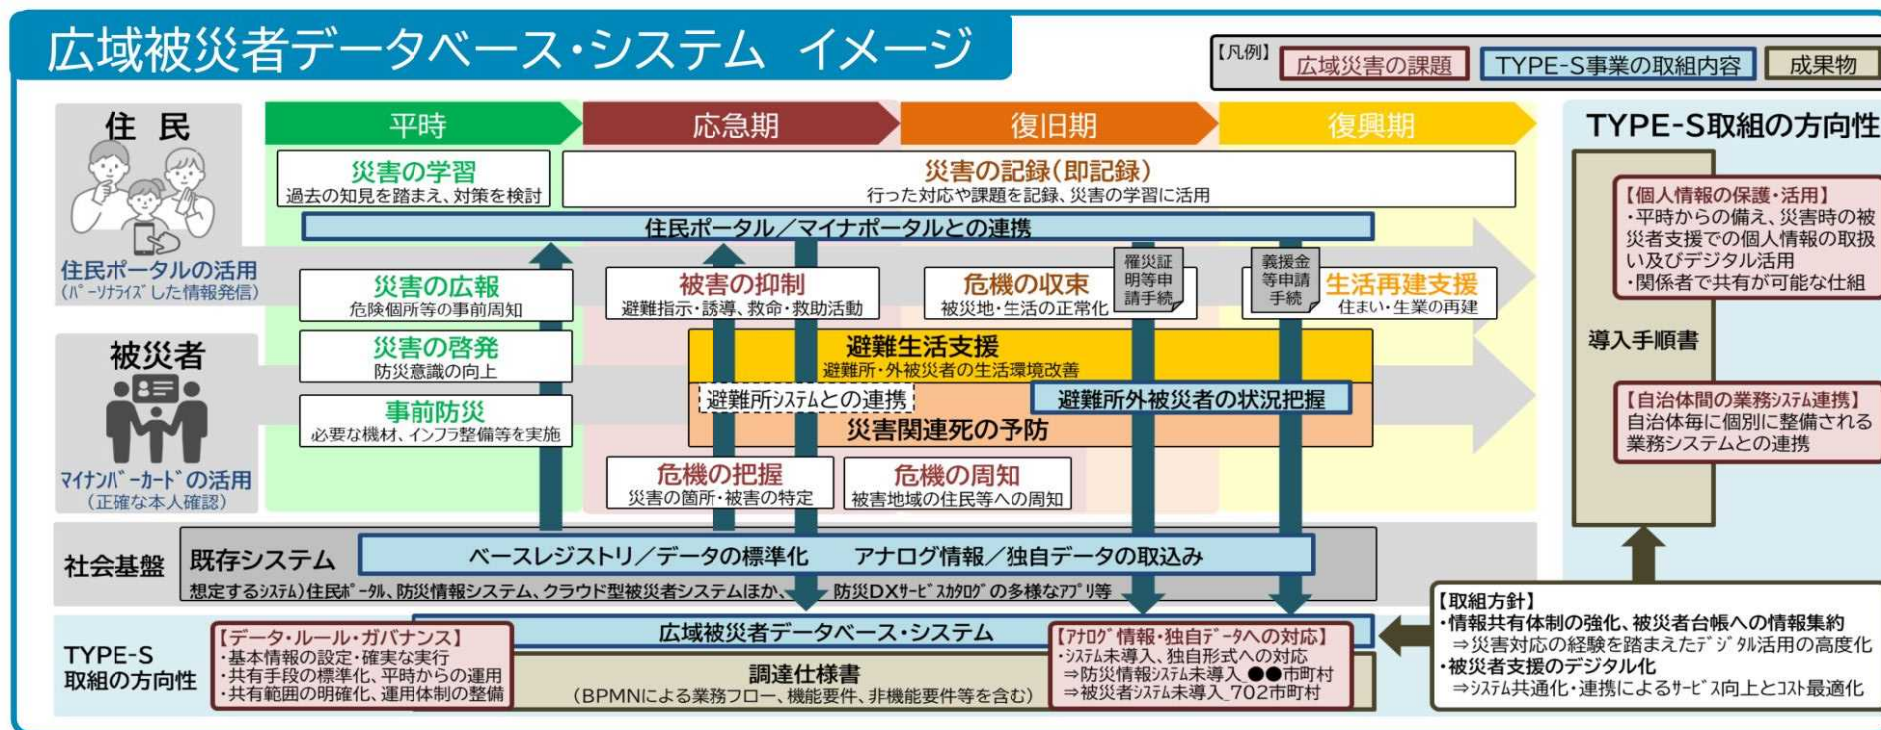 広域被災者データベース・システム イメージ
【凡例】
広域災害の課題
TYPE-S事業の取組内容
成果物
住 民
住民ポータルの活用
(パーソナライズした情報発信)
被災者
マイナンバーカードの活用
(正確な本人確認)
平時
応急期
復旧期
復興期
災害の学習
過去の知見を踏まえ、対策を検討
災害の記録(即記録)
行った対応や課題を記録、災害の学習に活用
住民ポータル/マイナポータルとの連携
災害の広報
危険個所等の事前周知
被害の抑制
避難指示・誘導、救命・救助活動
危機の収束
被災地・生活の正常化
罹災証
明等申
請手続
義援金
等申請
手続
生活再建支援
住まい・生業の再建
災害の啓発
防災意識の向上
避難生活支援
避難所・外被災者の生活環境改善
事前防災
必要な機材、インフラ整備等を実施
避難所システムとの連携
避難所外被災者の状況把握
災害関連死の予防
危機の把握
災害の箇所・被害の特定
危機の周知
被害地域の住民等への周知
社会基盤
既存システム
ベースレジストリ/データの標準化 アナログ情報/独自データの取込み
想定するシステム)住民ポータル、防災情報システム、クラウド型被災者システムほか、 防災DXサービスカタログの多様なアプリ等
TYPE-S
取組の方向性
【データ・ルール・ガバナンス】
・基本情報の設定・確実な実行
・共有手段の標準化、平時からの運用
・共有範囲の明確化、運用体制の整備
広域被災者データベース・システム
調達仕様書
(BPMNによる業務フロー、機能要件、非機能要件等を含む)
【アナログ情報・独自データへの対応】
・システム未導入、独自形式への対応
⇒防災情報システム未導入_●●市町村
⇒被災者システム未導入_702市町村
TYPE-S取組の方向性
【個人情報の保護・活用】
・平時からの備え、災害時の被
災者支援での個人情報の取扱
い及びデジタル活用
・関係者で共有が可能な仕組
導入手順書
【自治体間の業務システム連携】
自治体毎に個別に整備される
業務システムとの連携
【取組方針】
・情報共有体制の強化、被災者台帳への情報集約
⇒災害対応の経験を踏まえたデジタル活用の高度化
・被災者支援のデジタル化
⇒システム共通化・連携によるサービス向上とコスト最適化